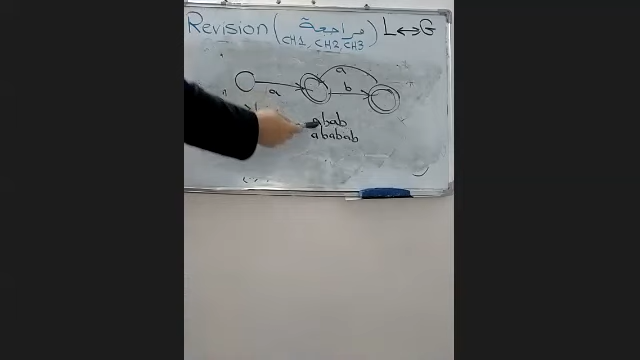 Revision (مراجعة) L↔G
CH1, CH2, CH3
a
a
b
abab
ababab